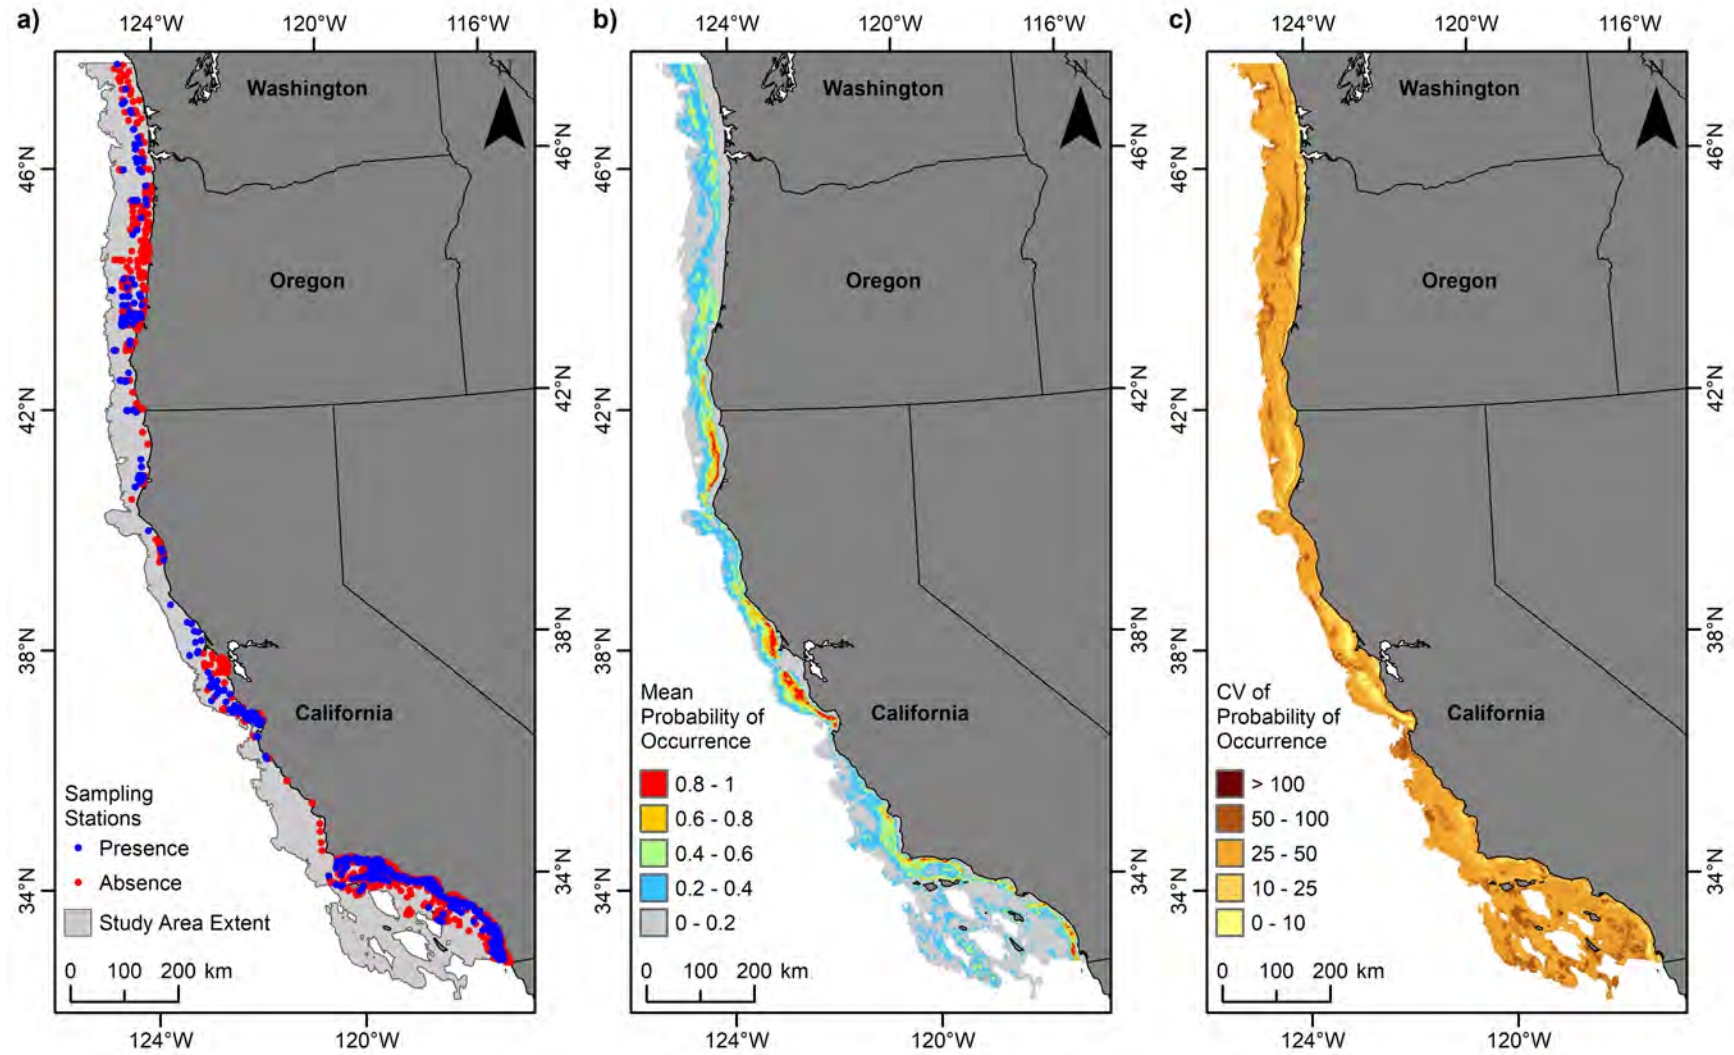 a)
124°W 120°W 116°W
Washington
N
46°N
46°N
Oregon
42°N
42°N
38°N
38°N
California
Sampling
Stations
Presence
Absence
Study Area Extent
34°N
34°N
0 100 200 km
124°W 120°W
b)
124°W 120°W 116°W
Washington
N
46°N
46°N
Oregon
42°N
42°N
38°N
38°N
California
Mean
Probability of
Occurrence
0.8 - 1
0.6 - 0.8
0.4 - 0.6
0.2 - 0.4
0 - 0.2
34°N
34°N
0 100 200 km
124°W 120°W
c)
124°W 120°W 116°W
Washington
N
46°N
46°N
Oregon
42°N
42°N
38°N
38°N
California
CV of
Probability of
Occurrence
> 100
50 - 100
25 - 50
10 - 25
0 - 10
34°N
34°N
0 100 200 km
124°W 120°W